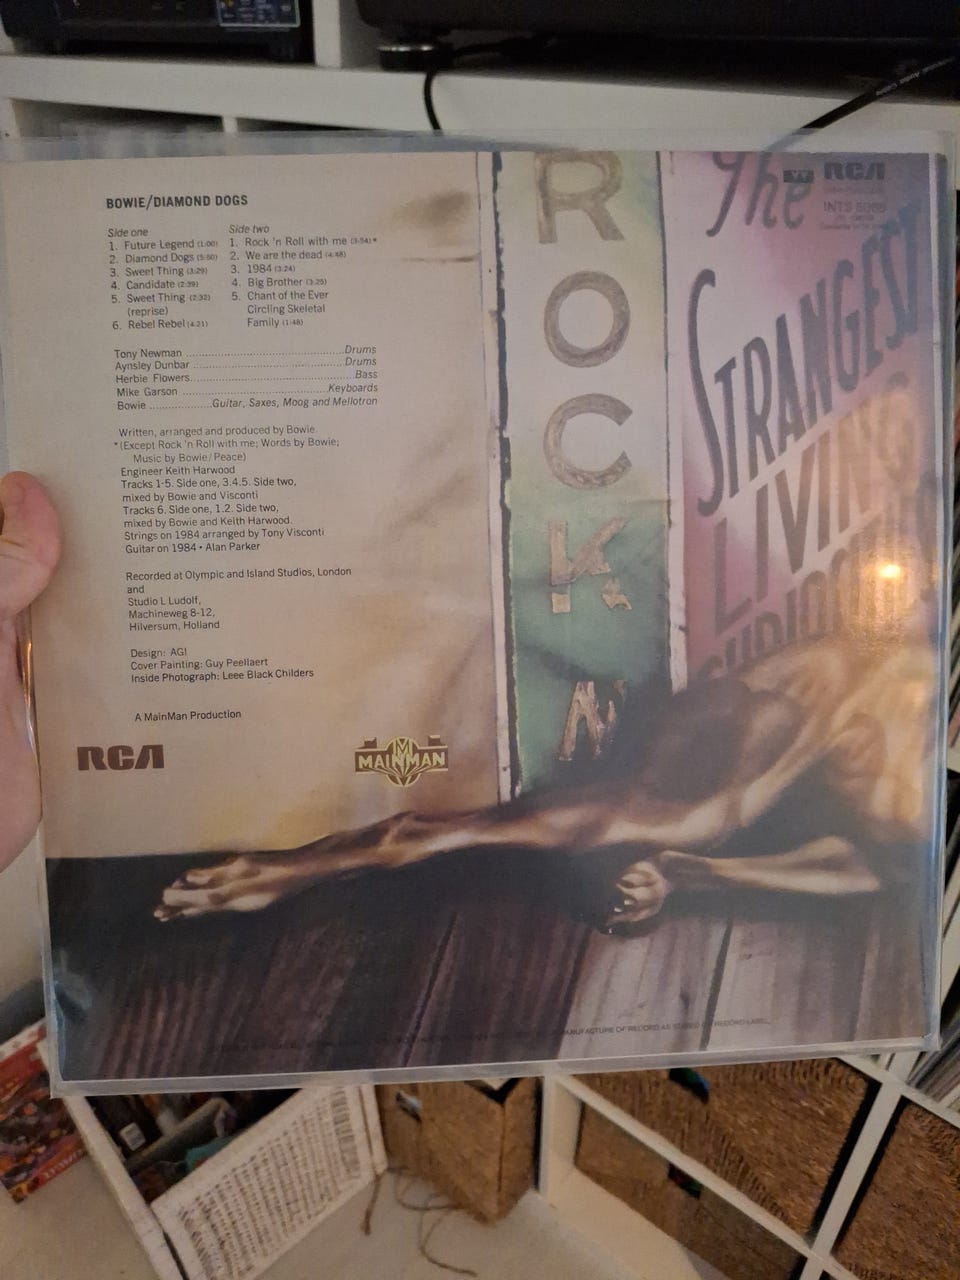 BOWIE/DIAMOND DOGS
Side one
1. Future Legend (1:00)
2. Diamond Dogs (5:50)
3. Sweet Thing (3:29)
4. Candidate (2:39)
5. Sweet Thing (2:32)
(reprise)
6. Rebel Rebel (4:21)
Side two
1. Rock 'n Roll with me (3:54)*
2. We are the dead (4:48)
3. 1984 (3:24)
4. Big Brother (3:25)
5. Chant of the Ever
Circling Skeletal
Family (1:48)
Tony Newman ........ Drums
Aynsley Dunbar ........ Drums
Herbie Flowers ........ Bass
Mike Garson ........ Keyboards
Bowie ........ Guitar, Saxes, Moog and Mellotron
Written, arranged and produced by Bowie.
*(Except Rock 'n Roll with me; Words by Bowie;
Music by Bowie/Peace)
Engineer Keith Harwood
Tracks 1-5. Side one, 3.4.5. Side two,
mixed by Bowie and Visconti
Tracks 6. Side one, 1.2. Side two,
mixed by Bowie and Keith Harwood.
Strings on 1984 arranged by Tony Visconti
Guitar on 1984 • Alan Parker
Recorded at Olympic and Island Studios, London
and
Studio L Ludolf,
Machineweg 8-12,
Hilversum, Holland
Design: AGI
Cover Painting: Guy Peellaert
Inside Photograph: Leee Black Childers
A MainMan Production
RCA
MAINMAN
ROCK N
The
STRANGEST
LIVING
RCA
INTS 5068
MANUFACTURE OF RECORD AS STATED ON RECORD LABEL